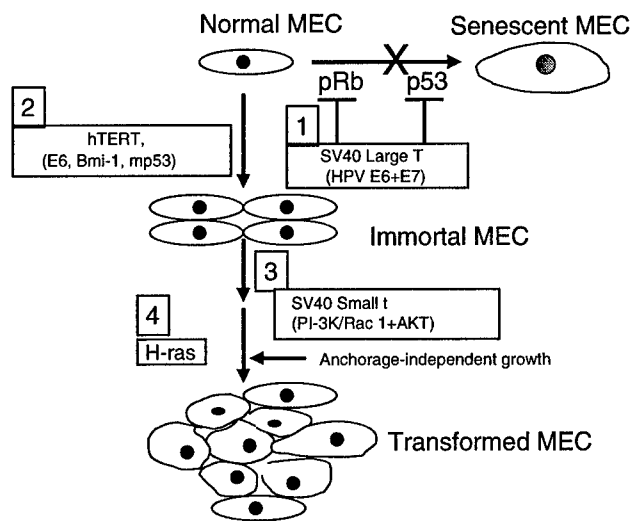 Normal MEC
Senescent MEC
X
pRb
p53
2
hTERT,
(E6, Bmi-1, mp53)
1
SV40 Large T
(HPV E6+E7)
Immortal MEC
3
SV40 Small t
(PI-3K/Rac 1+AKT)
4
H-ras
Anchorage-independent growth
Transformed MEC